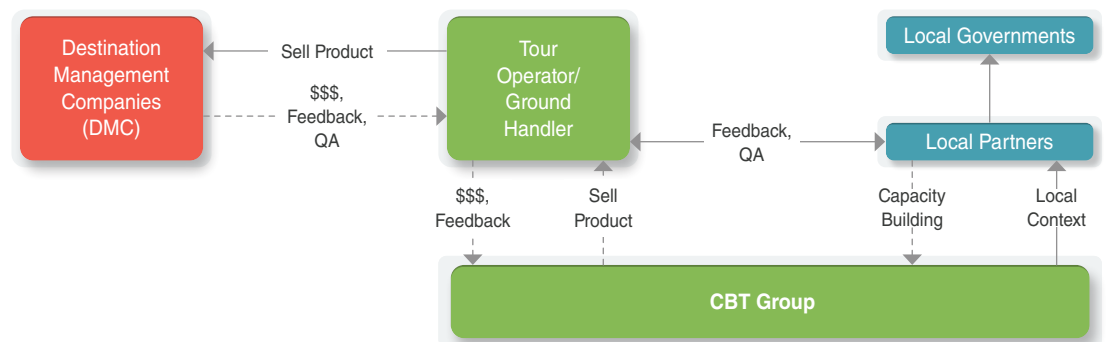 Destination
Management
Companies
(DMC)
Sell Product
$$$,
Feedback,
QA
Tour
Operator/
Ground
Handler
Feedback,
QA
Local Governments
Local Partners
$$$,
Feedback
Sell
Product
Capacity
Building
Local
Context
CBT Group